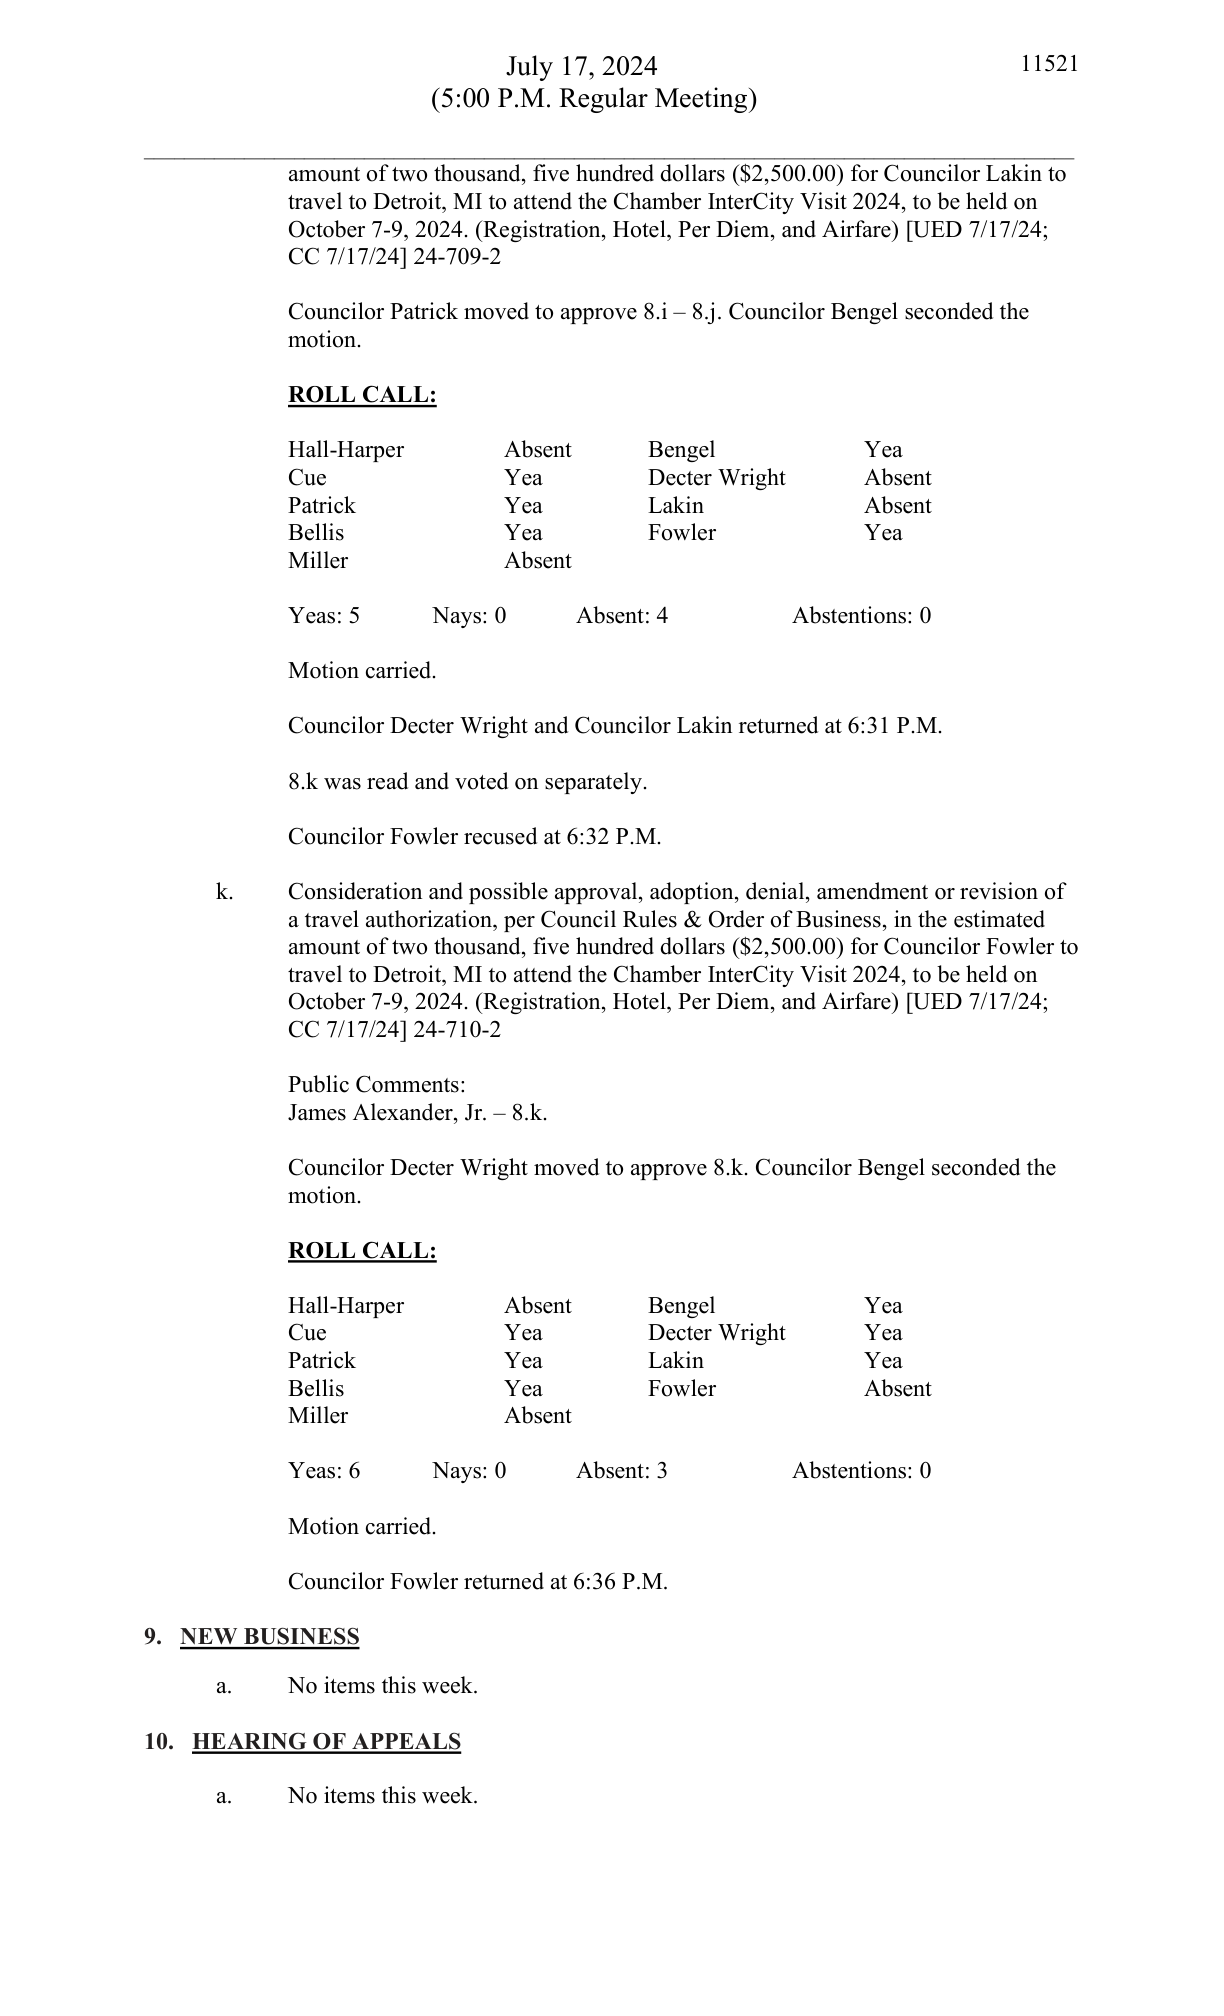 July 17, 2024
11521
(5:00 P.M. Regular Meeting)
amount of two thousand, five hundred dollars ($2,500.00) for Councilor Lakin to
travel to Detroit, MI to attend the Chamber InterCity Visit 2024, to be held on
October 7-9, 2024. (Registration, Hotel, Per Diem, and Airfare) [UED 7/17/24;
CC 7/17/24] 24-709-2
Councilor Patrick moved to approve 8.i – 8.j. Councilor Bengel seconded the
motion.
ROLL CALL:
Hall-Harper Absent Bengel Yea
Cue Yea Decter Wright Absent
Patrick Yea Lakin Absent
Bellis Yea Fowler Yea
Miller Absent
Yeas: 5 Nays: 0 Absent: 4 Abstentions: 0
Motion carried.
Councilor Decter Wright and Councilor Lakin returned at 6:31 P.M.
8.k was read and voted on separately.
Councilor Fowler recused at 6:32 P.M.
k. Consideration and possible approval, adoption, denial, amendment or revision of
a travel authorization, per Council Rules & Order of Business, in the estimated
amount of two thousand, five hundred dollars ($2,500.00) for Councilor Fowler to
travel to Detroit, MI to attend the Chamber InterCity Visit 2024, to be held on
October 7-9, 2024. (Registration, Hotel, Per Diem, and Airfare) [UED 7/17/24;
CC 7/17/24] 24-710-2
Public Comments:
James Alexander, Jr. – 8.k.
Councilor Decter Wright moved to approve 8.k. Councilor Bengel seconded the
motion.
ROLL CALL:
Hall-Harper Absent Bengel Yea
Cue Yea Decter Wright Yea
Patrick Yea Lakin Yea
Bellis Yea Fowler Absent
Miller Absent
Yeas: 6 Nays: 0 Absent: 3 Abstentions: 0
Motion carried.
Councilor Fowler returned at 6:36 P.M.
9. NEW BUSINESS
a. No items this week.
10. HEARING OF APPEALS
a. No items this week.